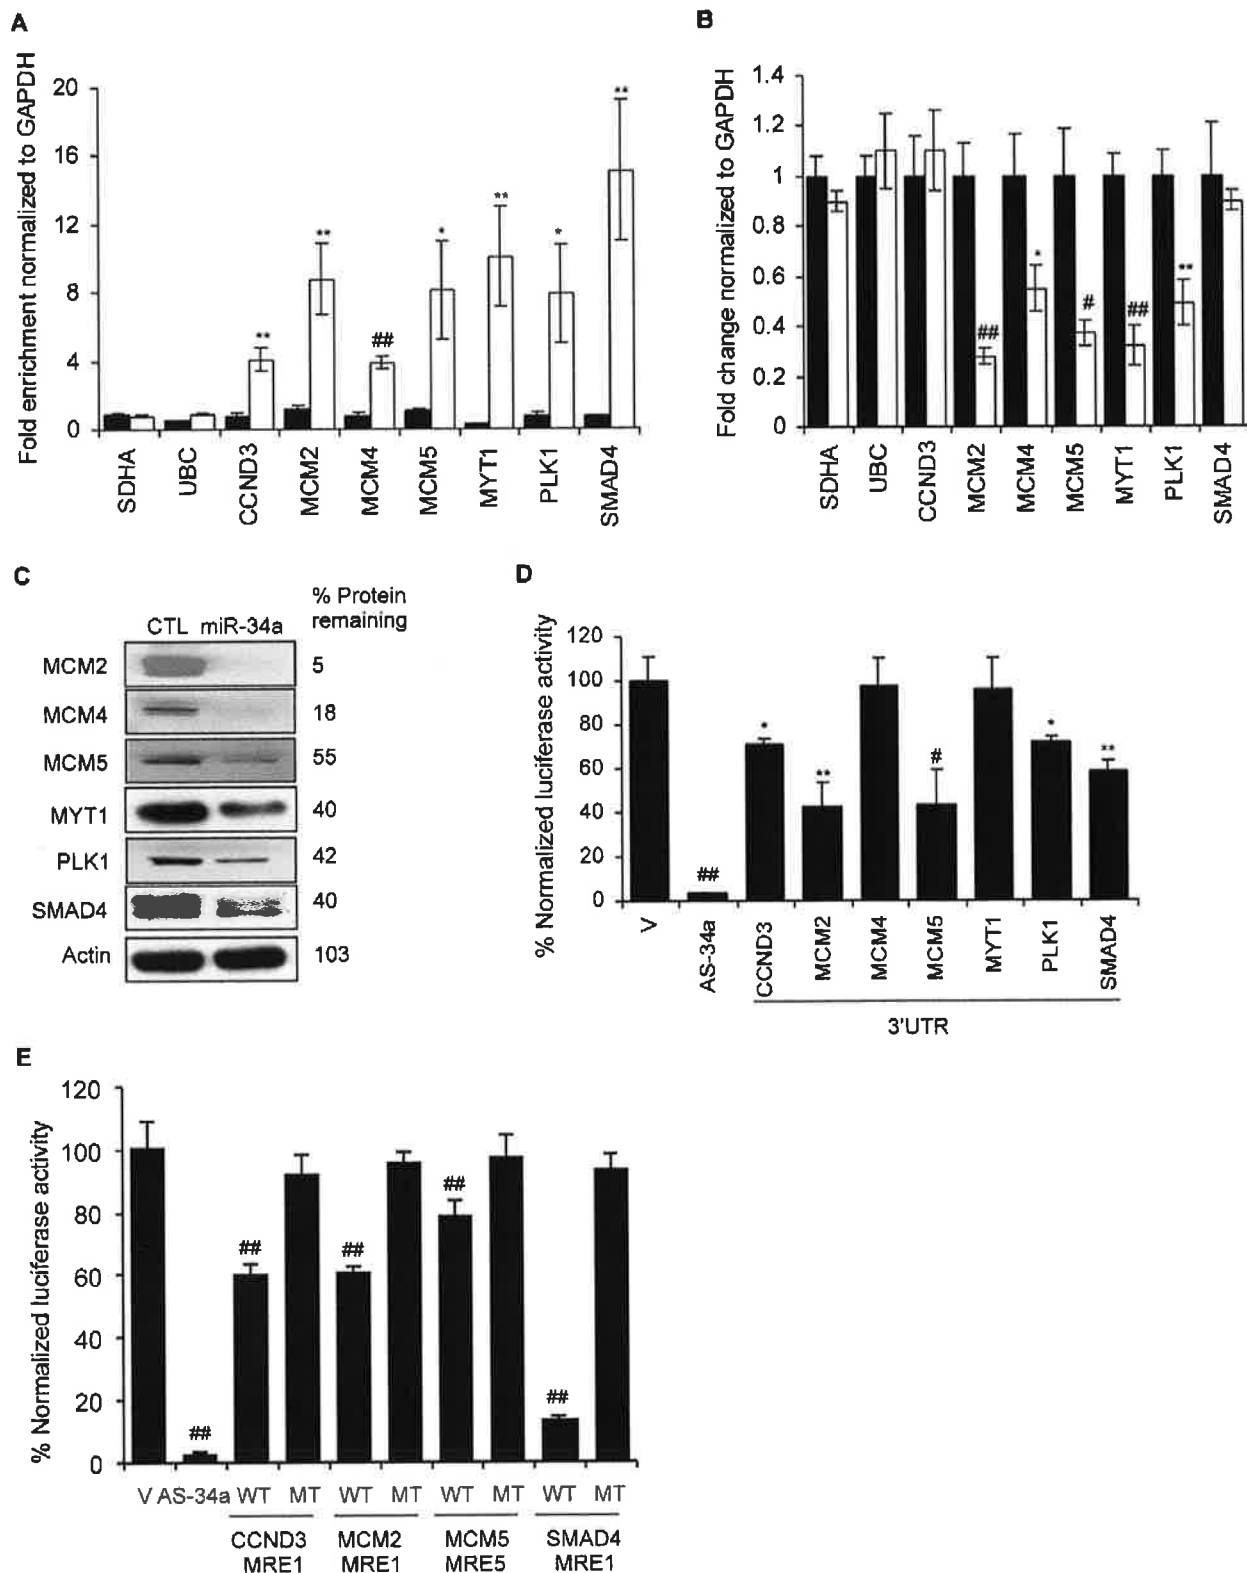 A
Fold enrichment normalized to GAPDH
20
16
12
8
4
0
**
**
##
*
**
*
**
SDHA
UBC
CCND3
MCM2
MCM4
MCM5
MYT1
PLK1
SMAD4
B
Fold change normalized to GAPDH
1.4
1.2
1
0.8
0.6
0.4
0.2
0
##
*
#
##
**
SDHA
UBC
CCND3
MCM2
MCM4
MCM5
MYT1
PLK1
SMAD4
C
% Protein
remaining
CTL miR-34a
MCM2 5
MCM4 18
MCM5 55
MYT1 40
PLK1 42
SMAD4 40
Actin 103
D
% Normalized luciferase activity
120
100
80
60
40
20
0
##
*
**
#
*
**
V
AS-34a
CCND3
MCM2
MCM4
MCM5
MYT1
PLK1
SMAD4
3'UTR
E
% Normalized luciferase activity
120
100
80
60
40
20
0
##
##
##
##
##
V AS-34a WT MT WT MT WT MT WT MT
CCND3 MCM2 MCM5 SMAD4
MRE1 MRE1 MRE5 MRE1